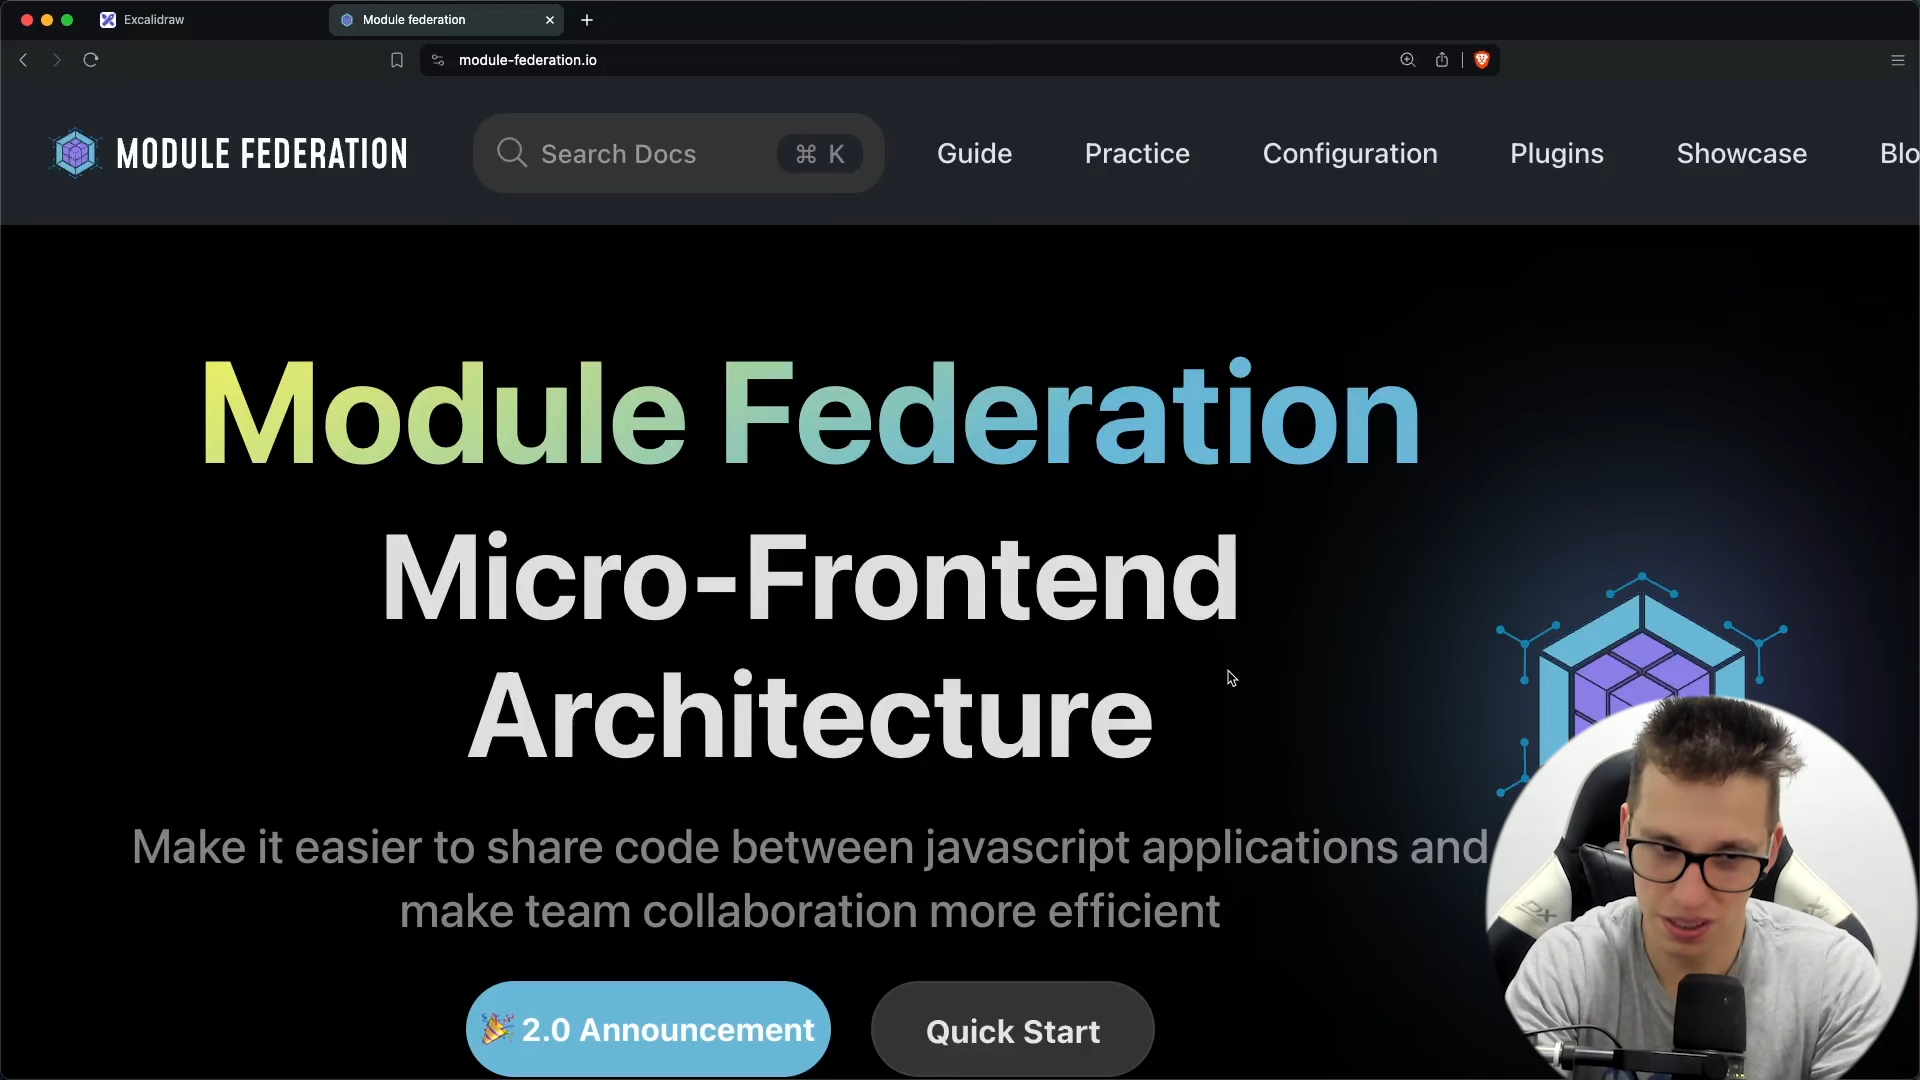 Excalidraw
Module federation
module-federation.io
MODULE FEDERATION
Search Docs
⌘ K
Guide
Practice
Configuration
Plugins
Showcase
Blo
Module Federation
Micro-Frontend
Architecture
Make it easier to share code between javascript applications and
make team collaboration more efficient
🎉 2.0 Announcement
Quick Start